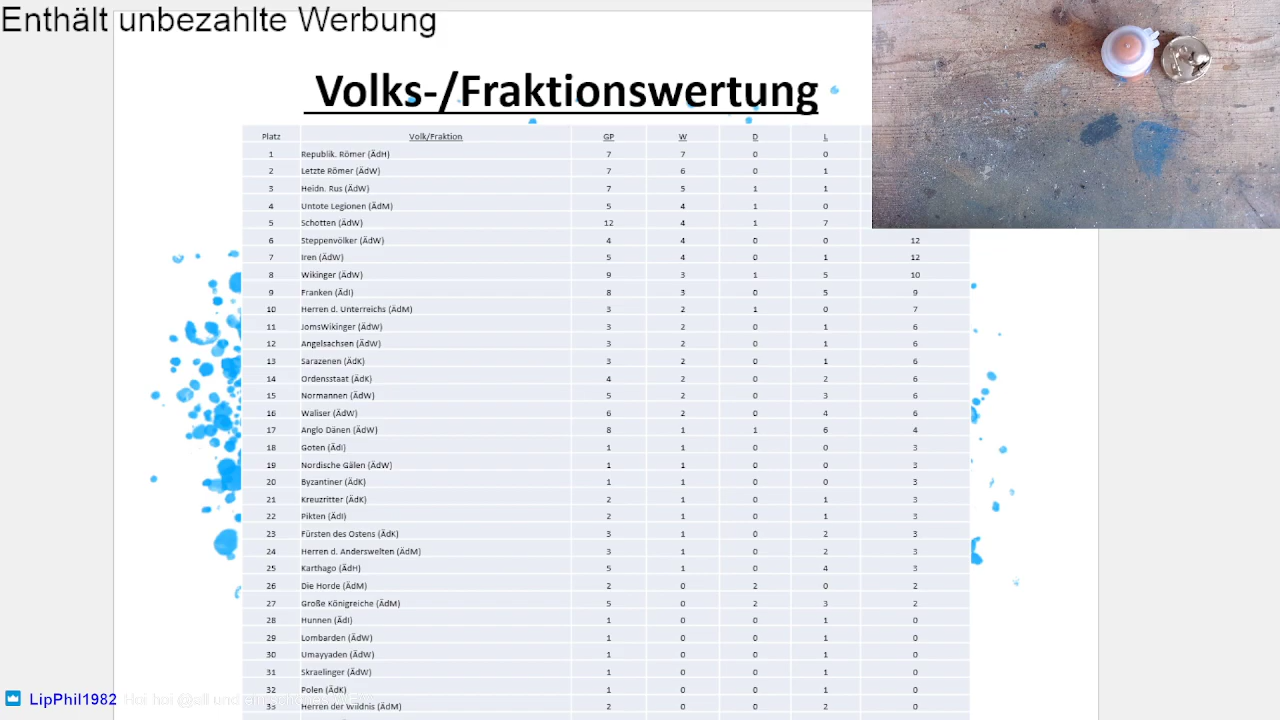 Enthält unbezahlte Werbung
Volks-/Fraktionswertung
Platz Volk/Fraktion GP W D L
1 Republik. Römer (ÄdH) 7 7 0 0
2 Letzte Römer (ÄdW) 7 6 0 1
3 Heidn. Rus (ÄdW) 7 5 1 1
4 Untote Legionen (ÄdM) 5 4 1 0
5 Schotten (ÄdW) 12 4 1 7
6 Steppenvölker (ÄdW) 4 4 0 0 12
7 Iren (ÄdW) 5 4 0 1 12
8 Wikinger (ÄdW) 9 3 1 5 10
9 Franken (ÄdI) 8 3 0 5 9
10 Herren d. Unterreichs (ÄdM) 3 2 1 0 7
11 JomsWikinger (ÄdW) 3 2 0 1 6
12 Angelsachsen (ÄdW) 3 2 0 1 6
13 Sarazenen (ÄdK) 3 2 0 1 6
14 Ordensstaat (ÄdK) 4 2 0 2 6
15 Normannen (ÄdW) 5 2 0 3 6
16 Waliser (ÄdW) 6 2 0 4 6
17 Anglo Dänen (ÄdW) 8 1 1 6 4
18 Goten (ÄdI) 1 1 0 0 3
19 Nordische Gälen (ÄdW) 1 1 0 0 3
20 Byzantiner (ÄdK) 1 1 0 0 3
21 Kreuzritter (ÄdK) 2 1 0 1 3
22 Pikten (ÄdI) 2 1 0 1 3
23 Fürsten des Ostens (ÄdK) 3 1 0 2 3
24 Herren d. Anderswelten (ÄdM) 3 1 0 2 3
25 Karthago (ÄdH) 5 1 0 4 3
26 Die Horde (ÄdM) 2 0 2 0 2
27 Große Königreiche (ÄdM) 5 0 2 3 2
28 Hunnen (ÄdI) 1 0 0 1 0
29 Lombarden (ÄdW) 1 0 0 1 0
30 Umayyaden (ÄdW) 1 0 0 1 0
31 Skraelinger (ÄdW) 1 0 0 1 0
32 Polen (ÄdK) 1 0 0 1 0
33 Herren der Wildnis (ÄdM) 2 0 0 2 0
LipPhil1982 Hoi hoi @all und